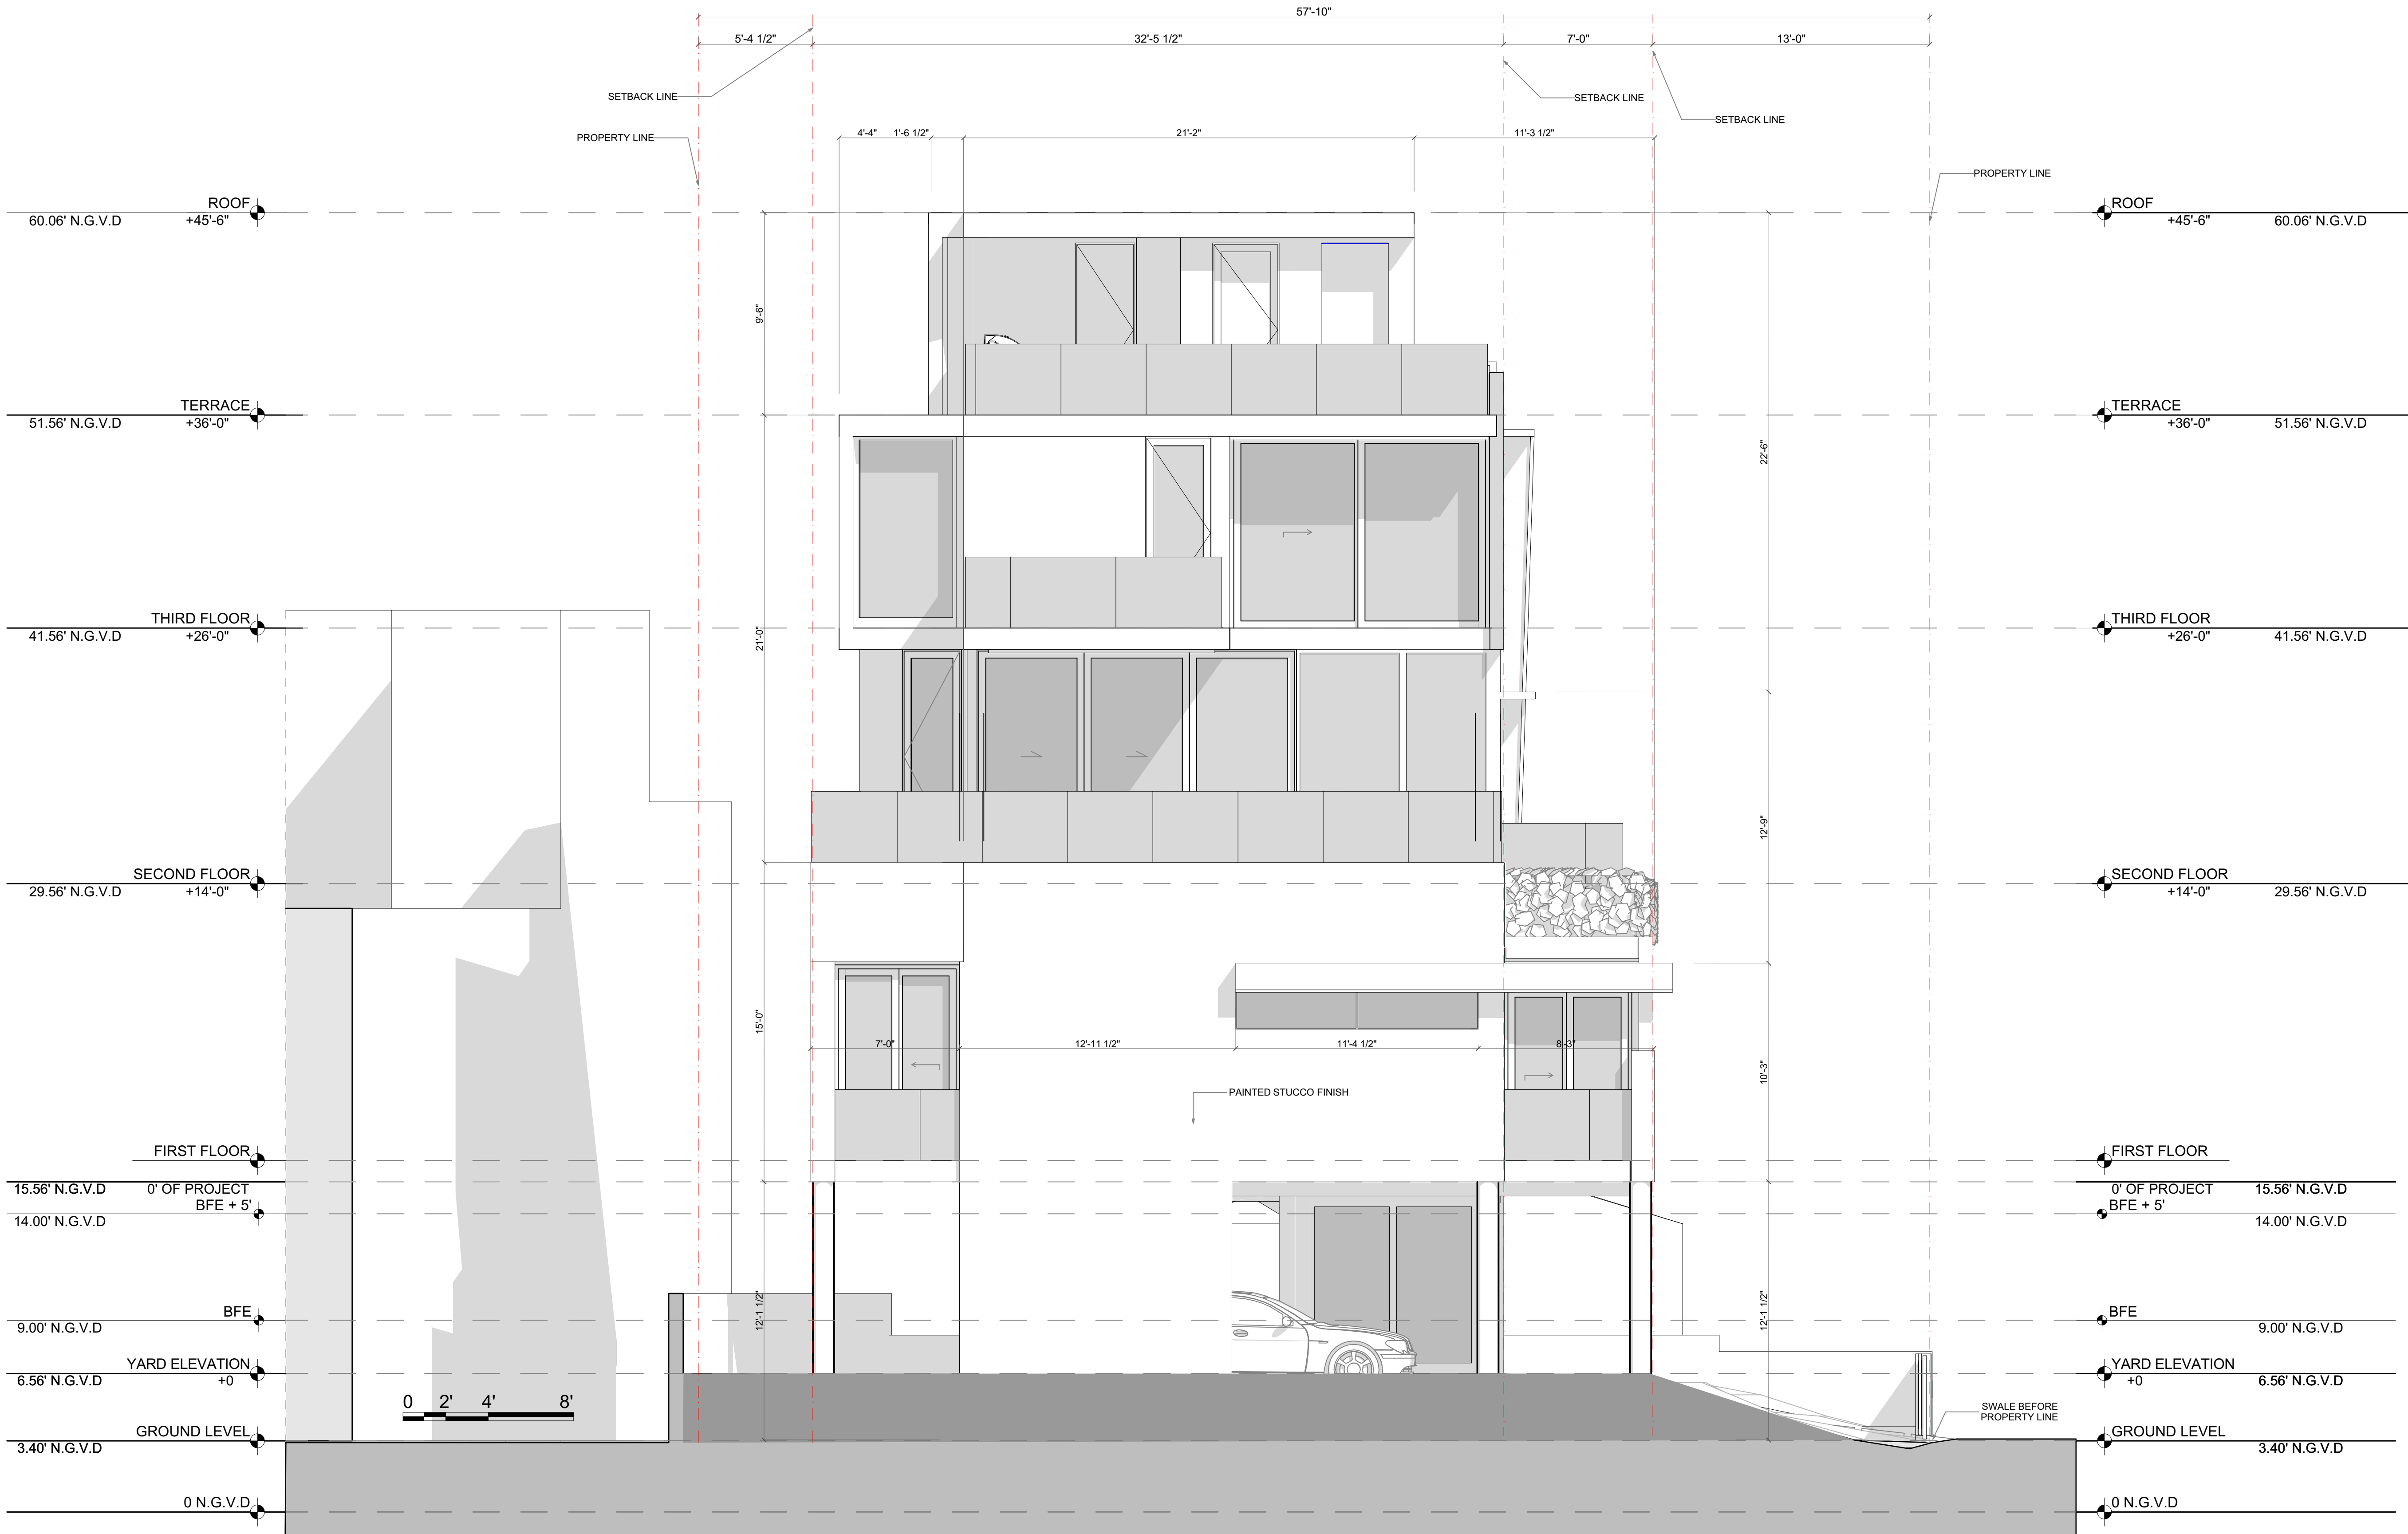 57'-10"
5'-4 1/2" 32'-5 1/2" 7'-0" 13'-0"
SETBACK LINE SETBACK LINE
SETBACK LINE
PROPERTY LINE 4'-4" 1'-6 1/2" 21'-2" 11'-3 1/2"
PROPERTY LINE
ROOF ROOF
60.06' N.G.V.D +45'-6" +45'-6" 60.06' N.G.V.D
9'-6"
TERRACE TERRACE
51.56' N.G.V.D +36'-0" +36'-0" 51.56' N.G.V.D
22'-6"
THIRD FLOOR THIRD FLOOR
41.56' N.G.V.D +26'-0" +26'-0" 41.56' N.G.V.D
21'-0"
12'-9"
SECOND FLOOR SECOND FLOOR
29.56' N.G.V.D +14'-0" +14'-0" 29.56' N.G.V.D
15'-0"
7'-0" 12'-11 1/2" 11'-4 1/2" 8'-3"
10'-3"
PAINTED STUCCO FINISH
FIRST FLOOR FIRST FLOOR
15.56' N.G.V.D 0' OF PROJECT 0' OF PROJECT 15.56' N.G.V.D
BFE + 5' BFE + 5'
14.00' N.G.V.D 14.00' N.G.V.D
12'-1 1/2" 12'-1 1/2"
BFE BFE
9.00' N.G.V.D 9.00' N.G.V.D
YARD ELEVATION YARD ELEVATION
6.56' N.G.V.D +0 +0 6.56' N.G.V.D
0 2' 4' 8'
SWALE BEFORE
PROPERTY LINE
GROUND LEVEL GROUND LEVEL
3.40' N.G.V.D 3.40' N.G.V.D
0 N.G.V.D 0 N.G.V.D